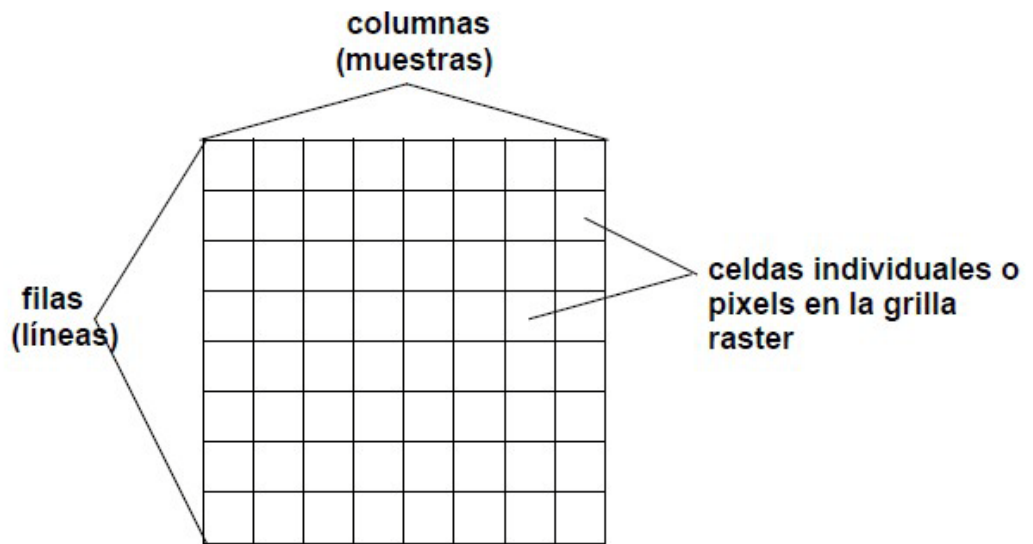 columnas
(muestras)
filas
(líneas)
celdas individuales o
pixels en la grilla
raster